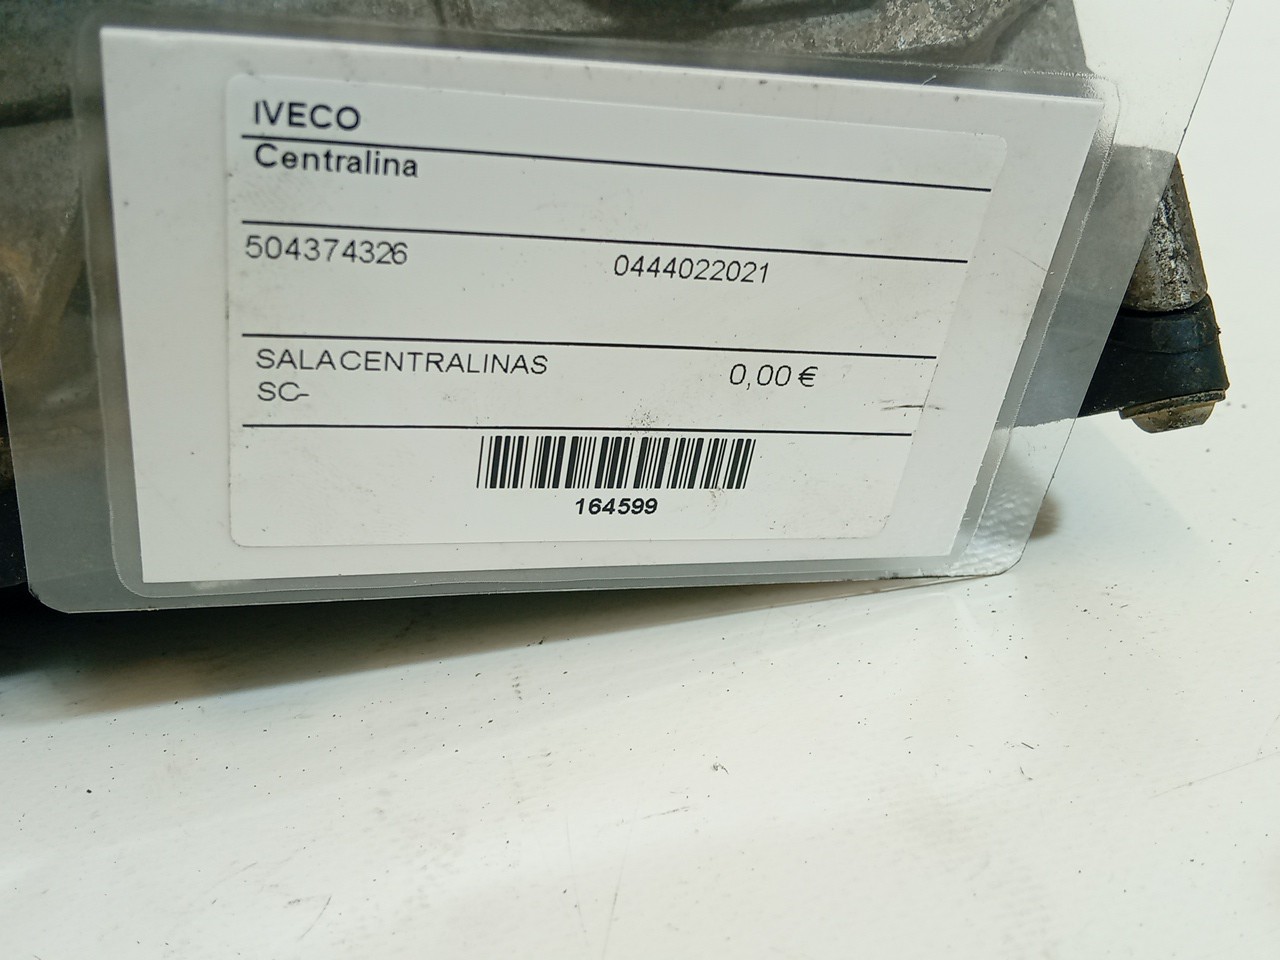 IVECO
Centralina
504374326 0444022021
SALACENTRALINAS 0,00 €
SC-
164599